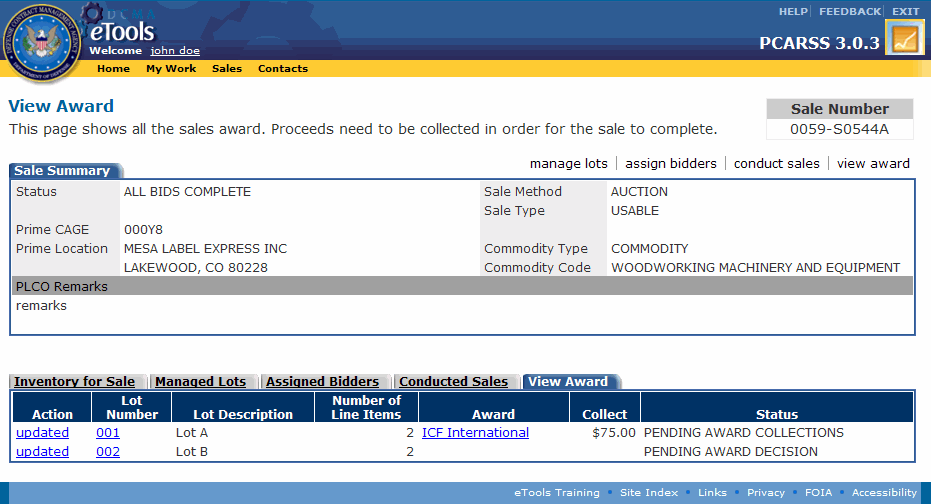 HELP FEEDBACK EXIT
DCMA
eTools
Welcome john doe
PCARSS 3.0.3
Home My Work Sales Contacts
View Award
This page shows all the sales award. Proceeds need to be collected in order for the sale to complete.
Sale Number
0059-S0544A
manage lots assign bidders conduct sales view award
Sale Summary
Status ALL BIDS COMPLETE Sale Method AUCTION
Sale Type USABLE
Prime CAGE 000Y8
Prime Location MESA LABEL EXPRESS INC Commodity Type COMMODITY
LAKEWOOD, CO 80228 Commodity Code WOODWORKING MACHINERY AND EQUIPMENT
PLCO Remarks
remarks
Inventory for Sale Managed Lots Assigned Bidders Conducted Sales View Award
Action Lot Number Lot Description Number of Line Items Award Collect Status
updated 001 Lot A 2 ICF International $75.00 PENDING AWARD COLLECTIONS
updated 002 Lot B 2 PENDING AWARD DECISION
eTools Training • Site Index • Links • Privacy • FOIA • Accessibility